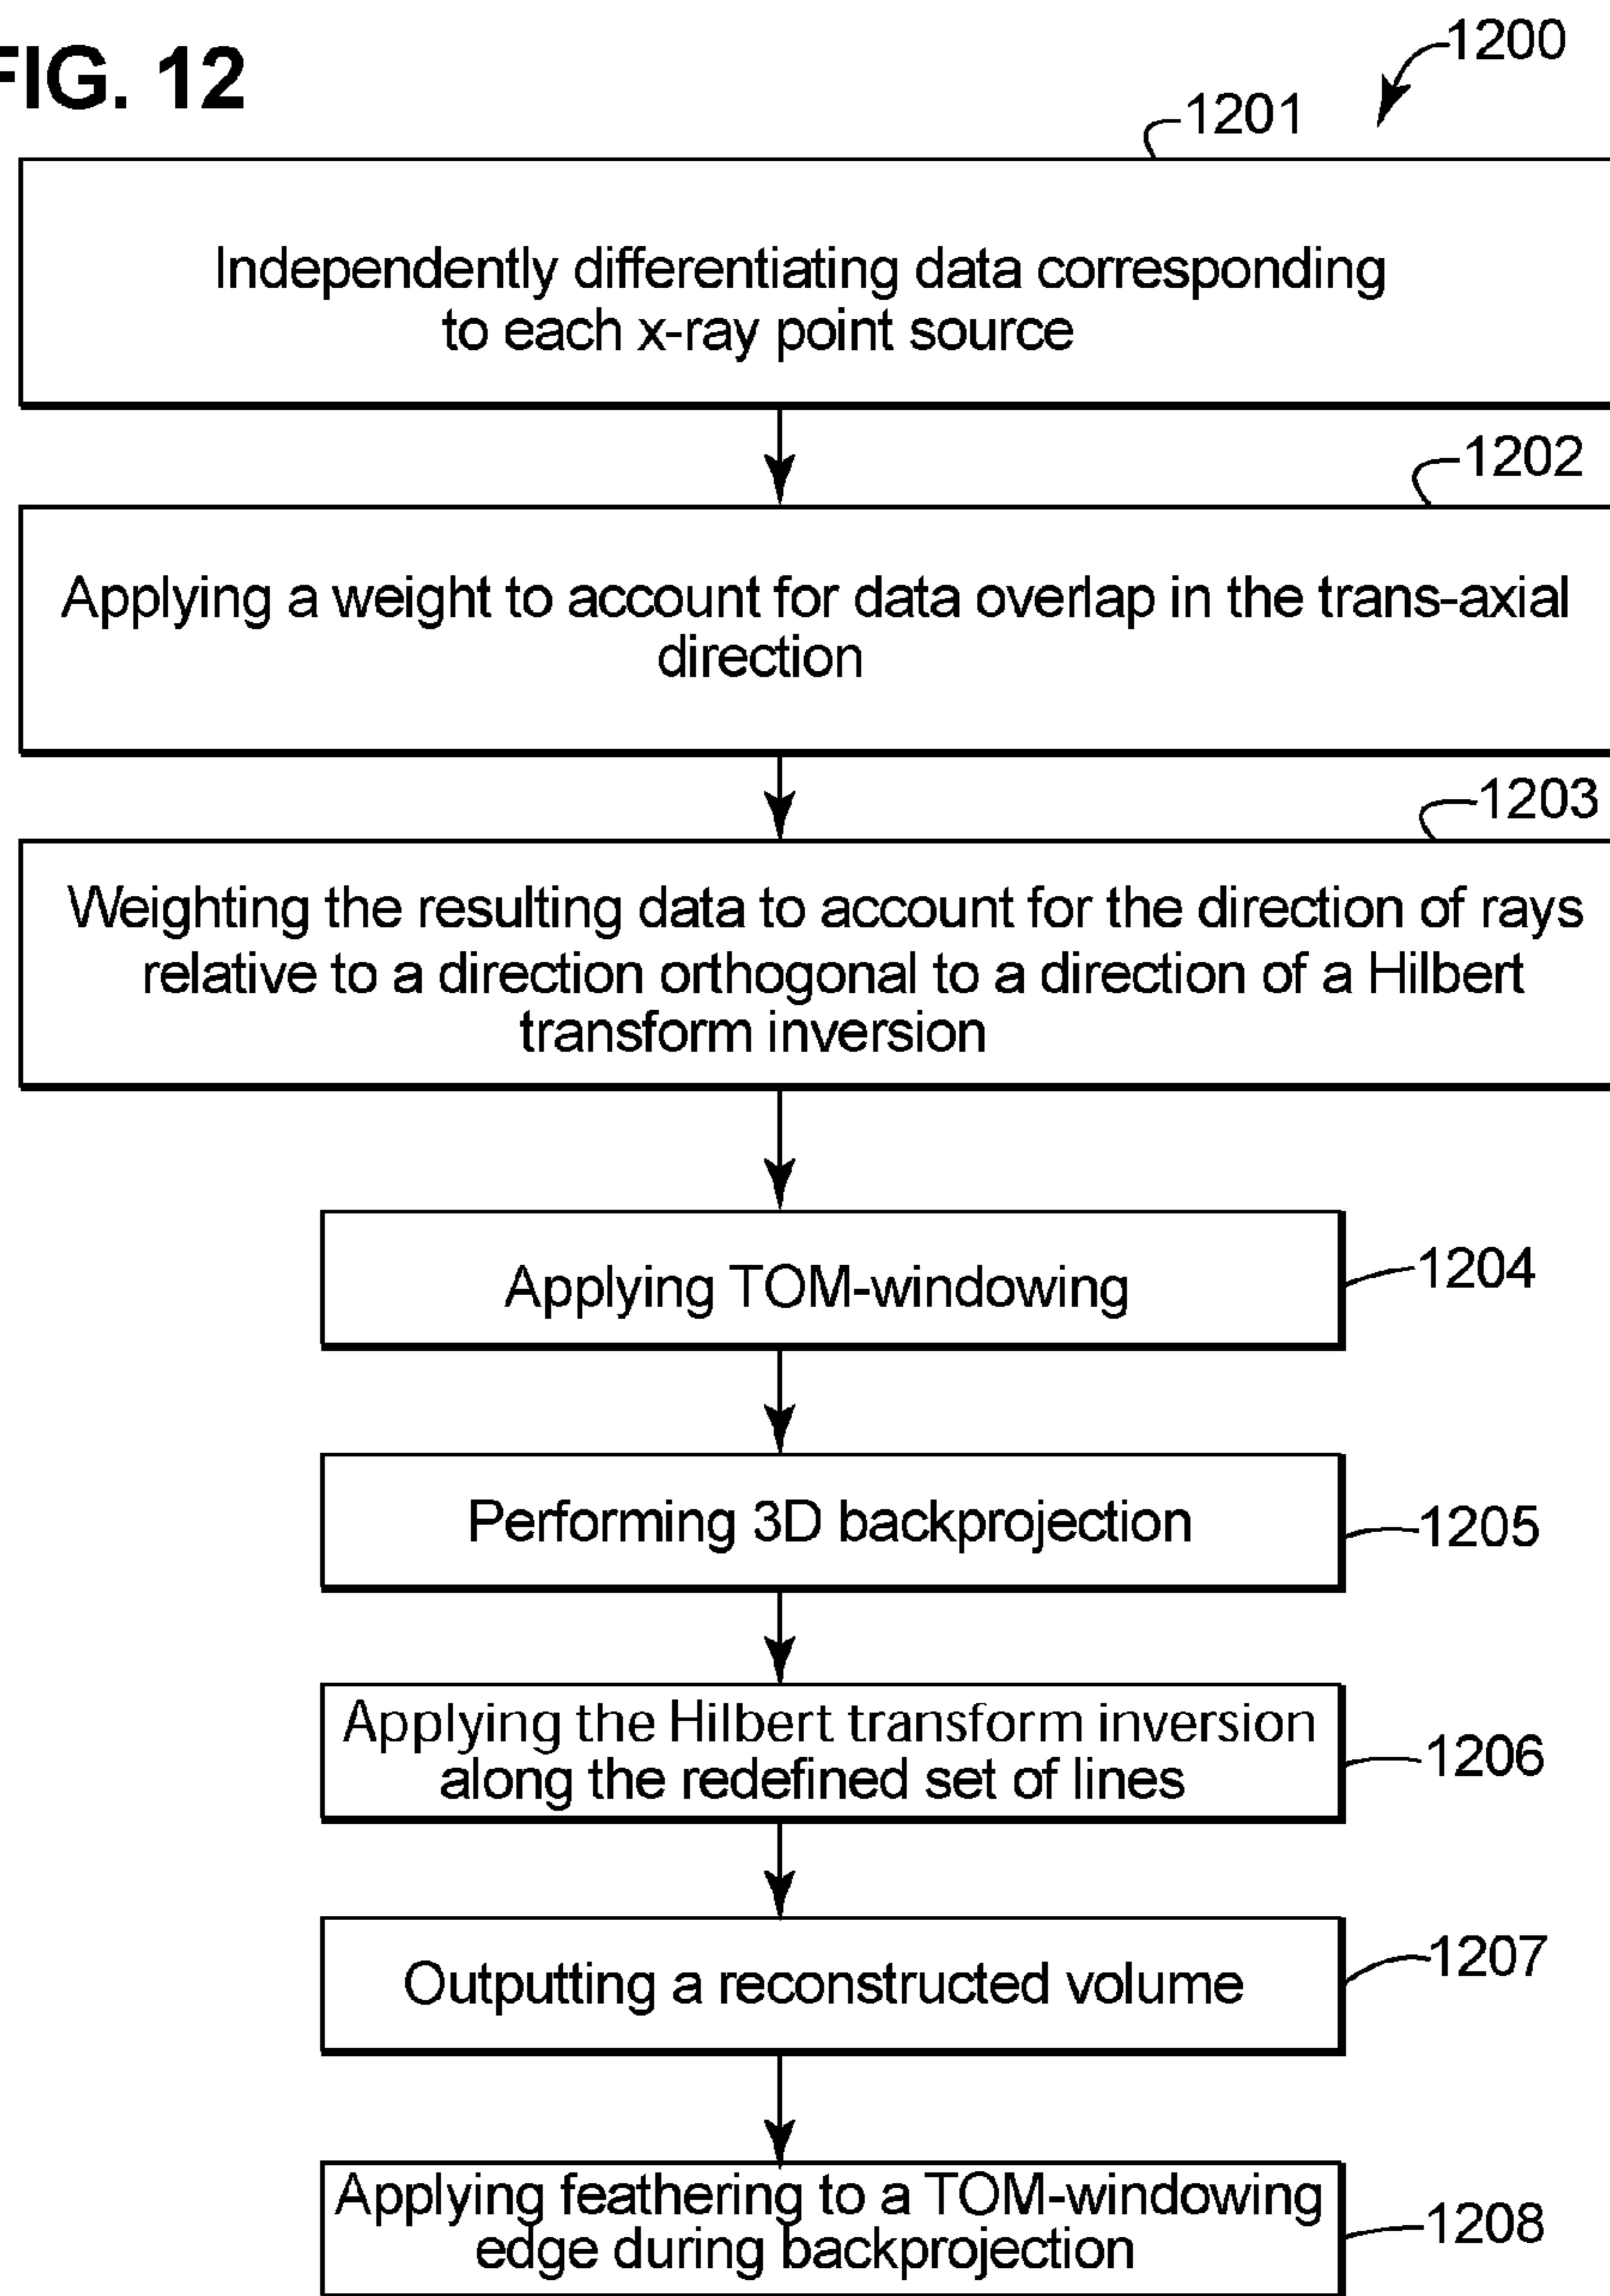 FIG. 12
1200
1201
Independently differentiating data corresponding
to each x-ray point source
1202
Applying a weight to account for data overlap in the trans-axial
direction
1203
Weighting the resulting data to account for the direction of rays
relative to a direction orthogonal to a direction of a Hilbert
transform inversion
Applying TOM-windowing
1204
Performing 3D backprojection
1205
Applying the Hilbert transform inversion
along the redefined set of lines
1206
Outputting a reconstructed volume
1207
Applying feathering to a TOM-windowing
edge during backprojection
1208